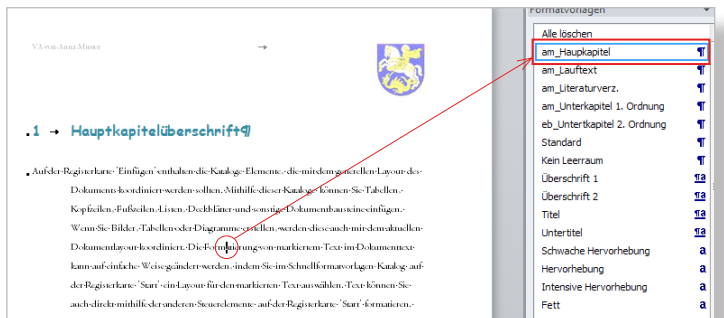 VA von Anna Muster →
1 → Hauptkapitelüberschrift¶
Auf der Registerkarte 'Einfügen' enthalten die Kataloge Elemente, die mit dem generellen Layout des
Dokuments koordiniert werden sollten. Mithilfe dieser Kataloge können Sie Tabellen,
Kopfzeilen, Fußzeilen, Listen, Deckblätter und sonstige Dokumentbausteine einfügen.
Wenn Sie Bilder, Tabellen oder Diagramme erstellen, werden diese auch mit dem aktuellen
Dokumentlayout koordiniert. Die Formatierung von markiertem Text im Dokumenttext
kann auf einfache Weise geändert werden, indem Sie im Schnellformatvorlagen-Katalog auf
der Registerkarte 'Start' ein Layout für den markierten Text auswählen. Text können Sie
auch direkt mithilfe der anderen Steuerelemente auf der Registerkarte 'Start' formatieren.
Formatvorlagen
Alle löschen
am_Haupkapitel ¶
am_Lauftext ¶
am_Literaturverz. ¶
am_Unterkapitel 1. Ordnung ¶
eb_Untertkapitel 2. Ordnung ¶
Standard ¶
Kein Leerraum ¶
Überschrift 1 ¶a
Überschrift 2 ¶a
Titel ¶a
Untertitel ¶a
Schwache Hervorhebung a
Hervorhebung a
Intensive Hervorhebung a
Fett a